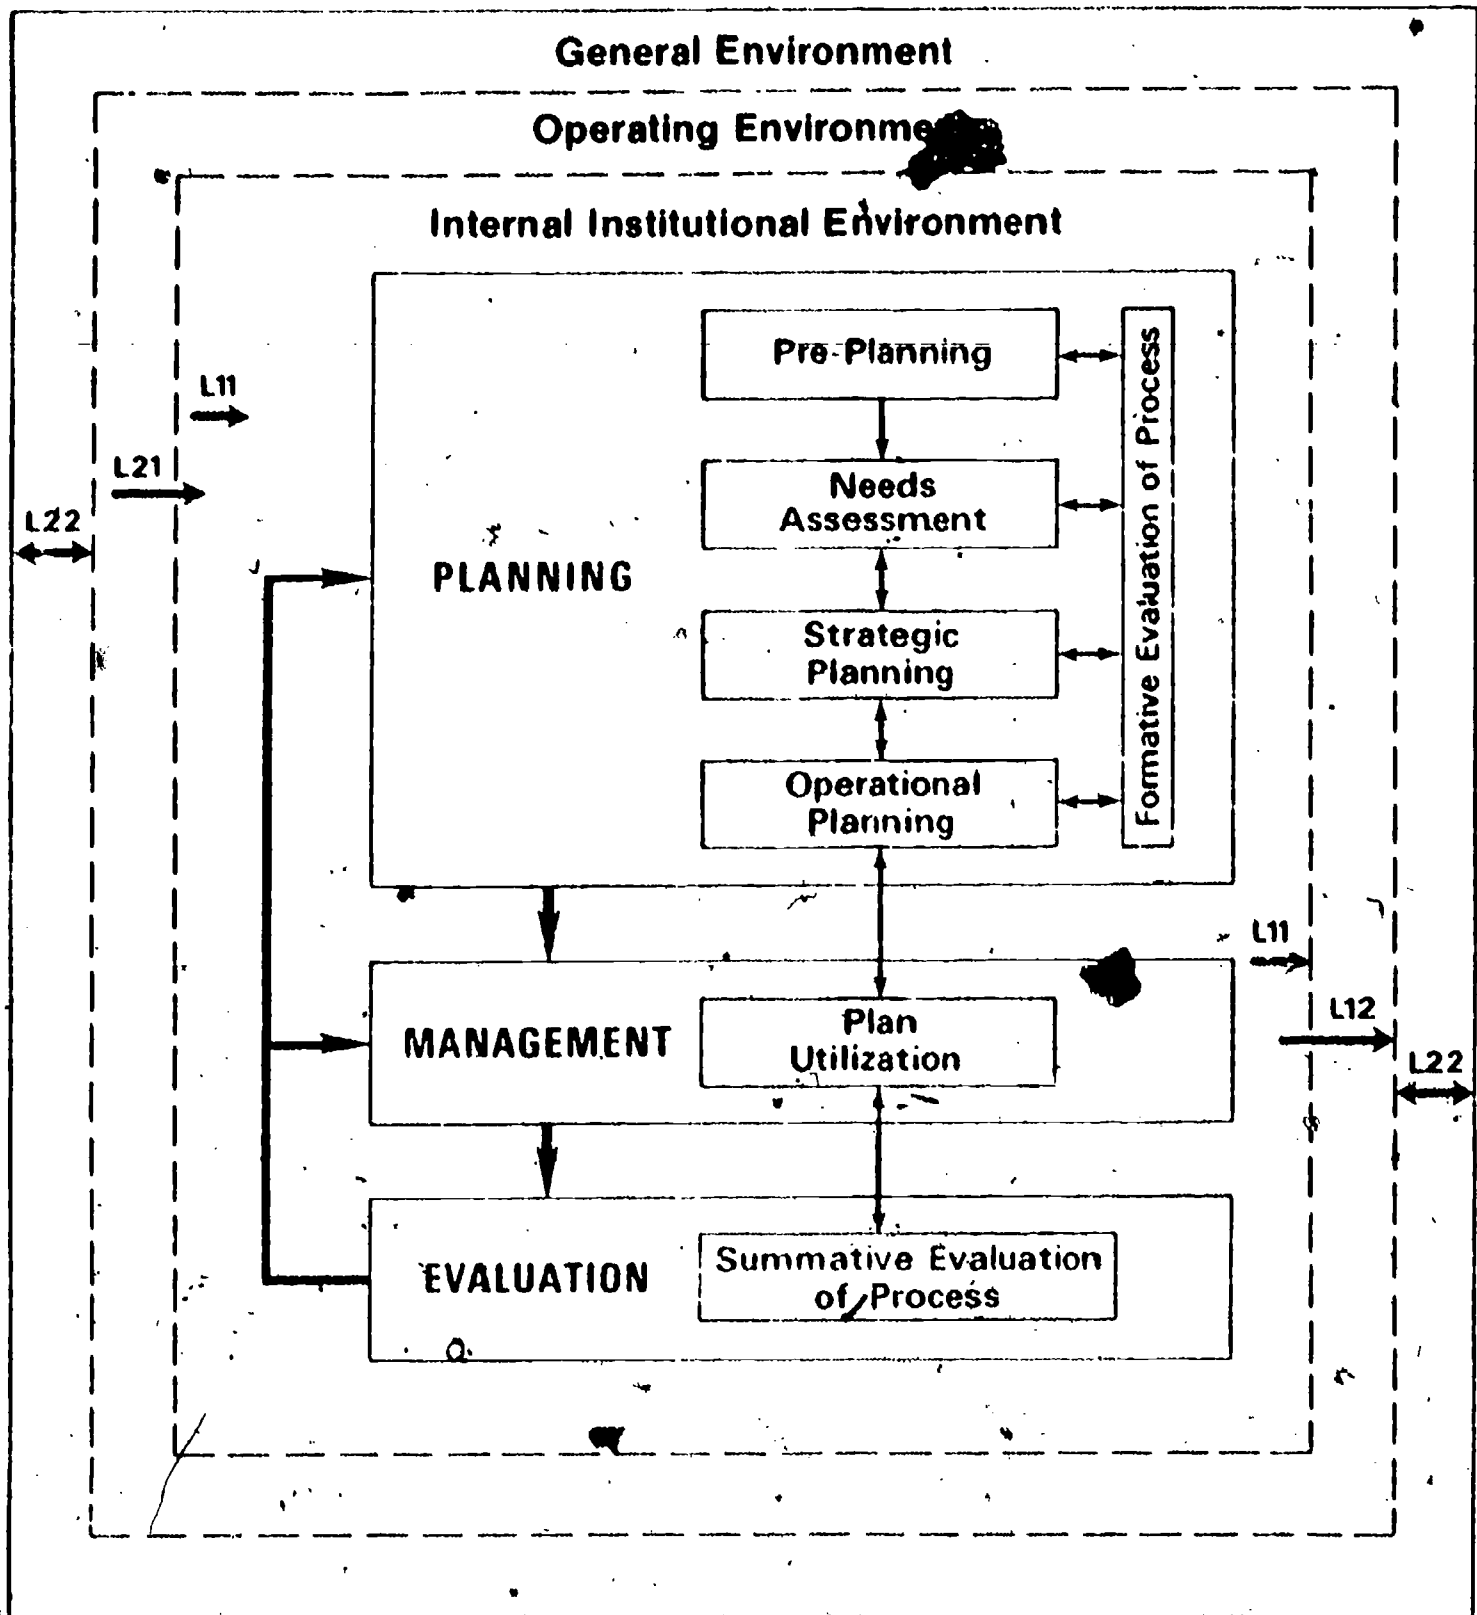 General Environment
Operating Environme
Internal Institutional Environment
Pre-Planning
Formative Evaluation of Process
L11
L21
Needs
Assessment
L22
PLANNING
Strategic
Planning
Operational
Planning
L11
MANAGEMENT
Plan
Utilization
L12
L22
EVALUATION
Summative Evaluation
of Process